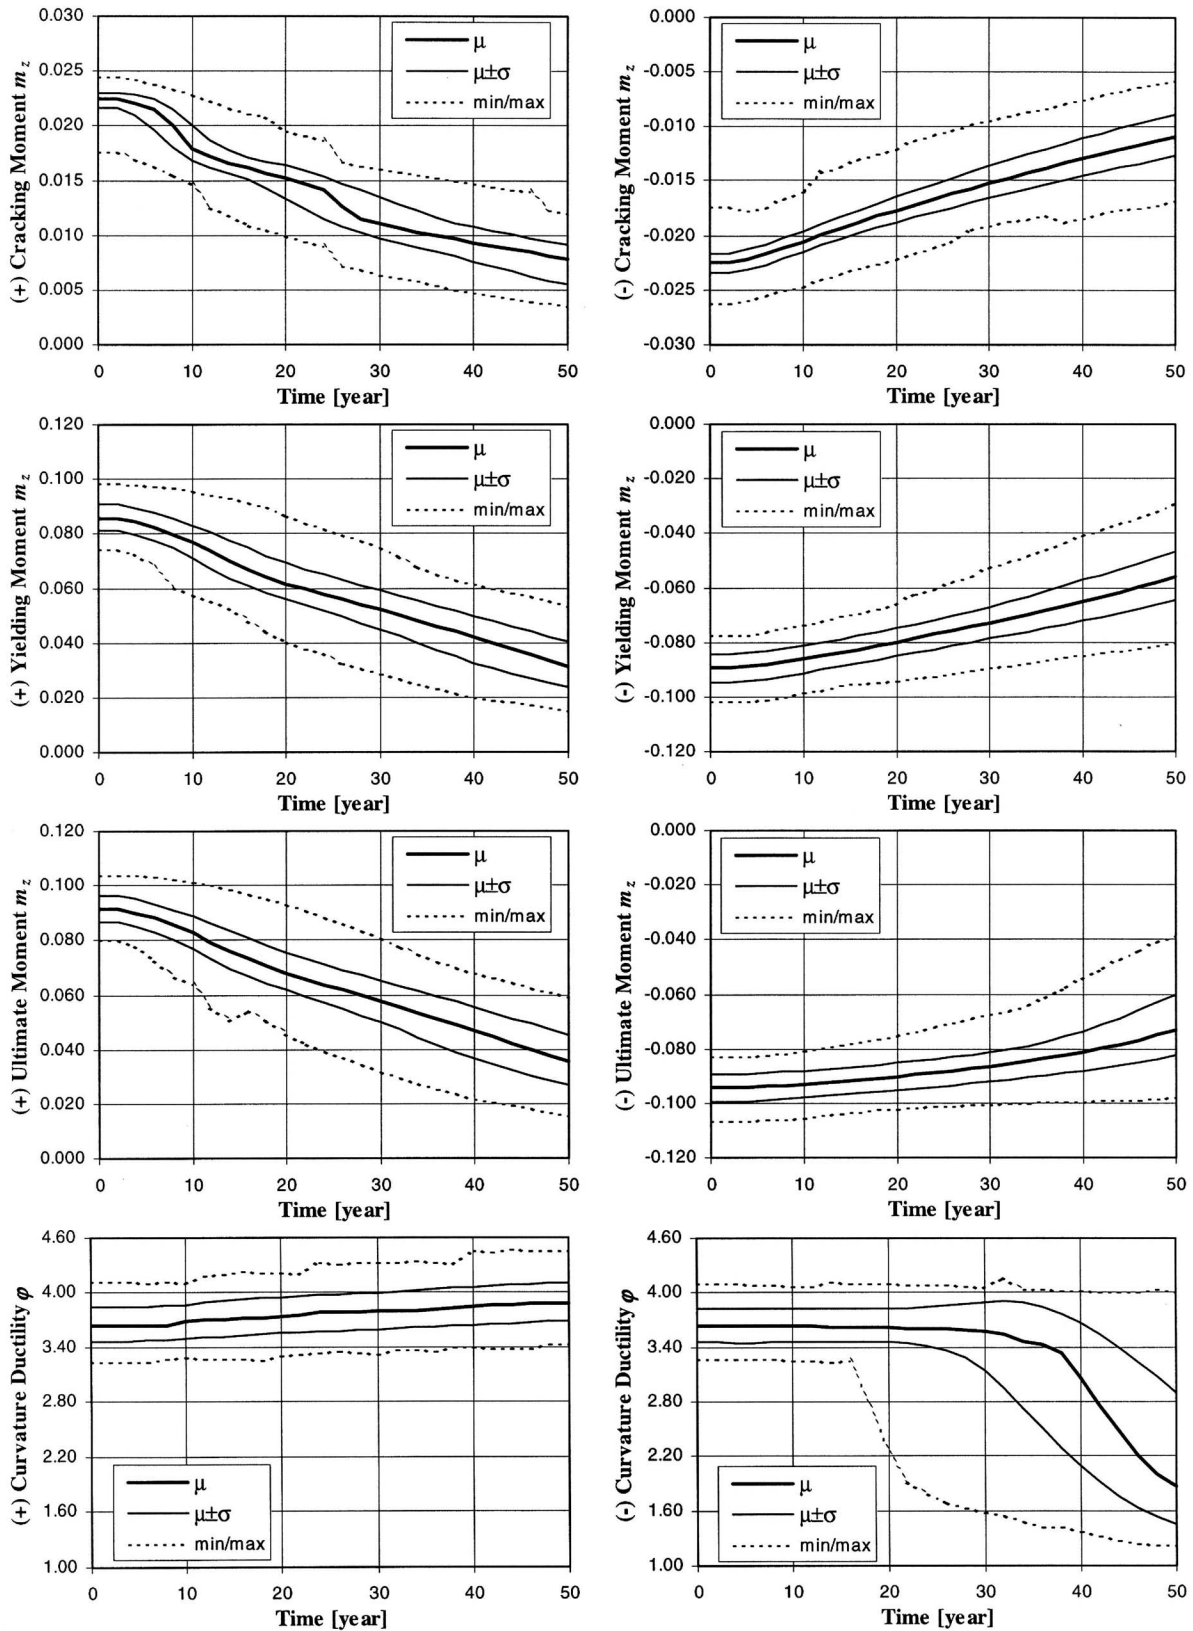 (+) Cracking Moment m_z
0.030
0.025
0.020
0.015
0.010
0.005
0.000
μ
μ±σ
min/max
0 10 20 30 40 50
Time [year]
(-) Cracking Moment m_z
-0.000
-0.005
-0.010
-0.015
-0.020
-0.025
-0.030
μ
μ±σ
min/max
0 10 20 30 40 50
Time [year]
(+) Yielding Moment m_z
0.120
0.100
0.080
0.060
0.040
0.020
0.000
μ
μ±σ
min/max
0 10 20 30 40 50
Time [year]
(-) Yielding Moment m_z
-0.000
-0.020
-0.040
-0.060
-0.080
-0.100
-0.120
μ
μ±σ
min/max
0 10 20 30 40 50
Time [year]
(+) Ultimate Moment m_z
0.120
0.100
0.080
0.060
0.040
0.020
0.000
μ
μ±σ
min/max
0 10 20 30 40 50
Time [year]
(-) Ultimate Moment m_z
-0.000
-0.020
-0.040
-0.060
-0.080
-0.100
-0.120
μ
μ±σ
min/max
0 10 20 30 40 50
Time [year]
(+) Curvature Ductility φ
4.60
4.00
3.40
2.80
2.20
1.60
1.00
μ
μ±σ
min/max
0 10 20 30 40 50
Time [year]
(-) Curvature Ductility φ
4.60
4.00
3.40
2.80
2.20
1.60
1.00
μ
μ±σ
min/max
0 10 20 30 40 50
Time [year]